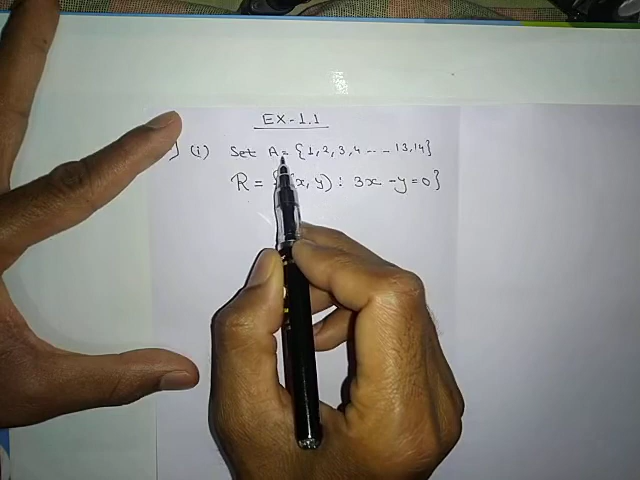 EX-1.1
(i) Set A = {1,2,3,4 --- 13,14}
R = {(x,y) : 3x - y = 0}